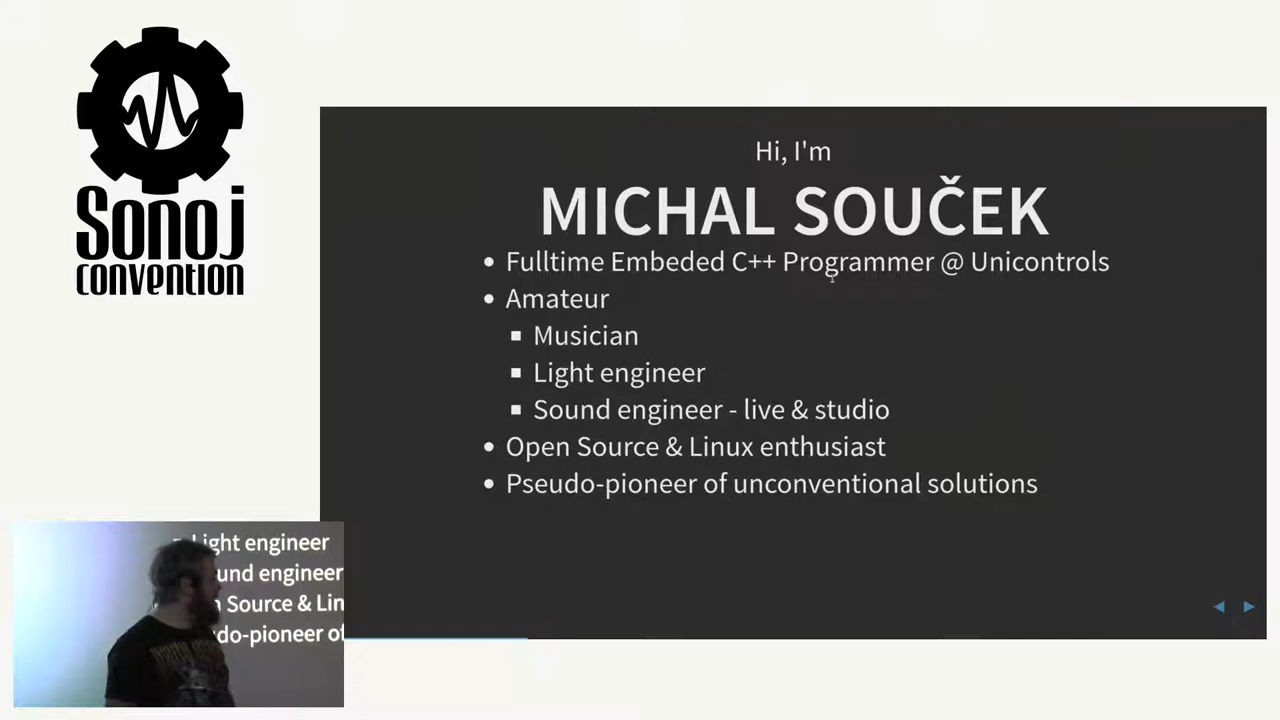 Sonoj
convention
Hi, I'm
MICHAL SOUČEK
Fulltime Embeded C++ Programmer @ Unicontrols
Amateur
Musician
Light engineer
Sound engineer - live & studio
Open Source & Linux enthusiast
Pseudo-pioneer of unconventional solutions
Light engineer
und engineer
Source & Lin
do-pioneer of